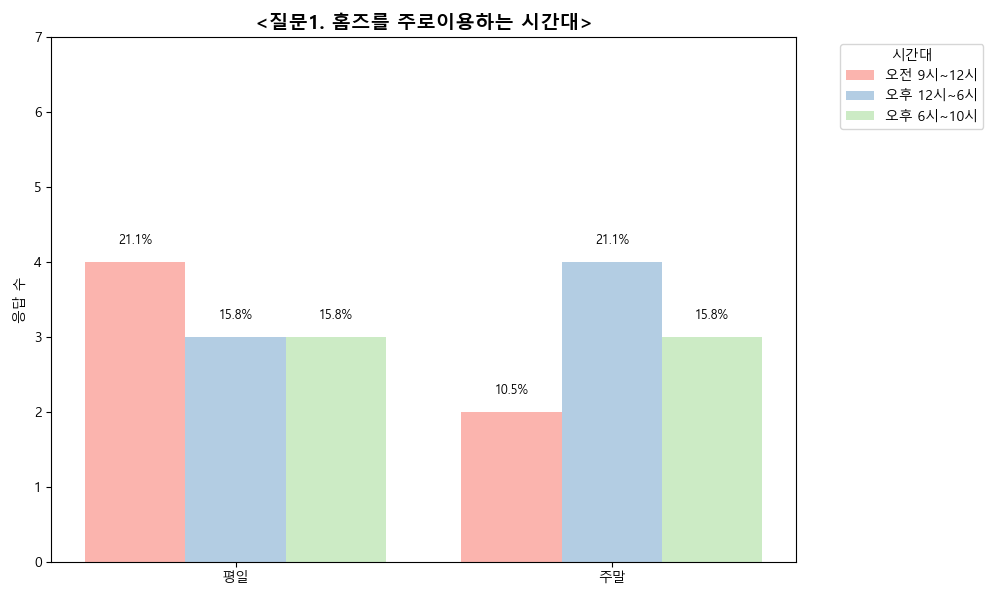 <질문1. 홈즈를 주로이용하는 시간대>
시간대
오전 9시~12시
오후 12시~6시
오후 6시~10시
응답 수
7
6
5
4
3
2
1
0
21.1%
15.8%
15.8%
10.5%
21.1%
15.8%
평일
주말